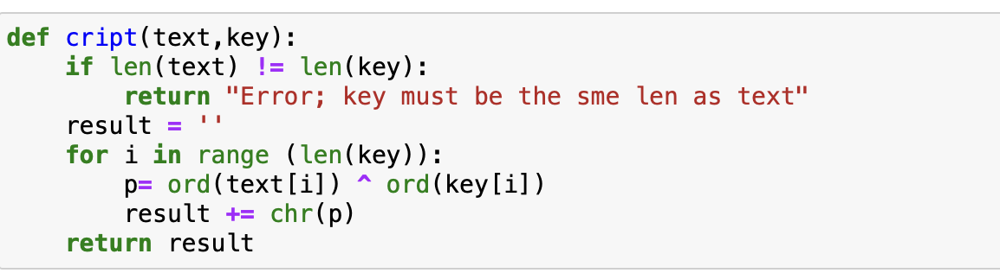 def cript(text,key):
    if len(text) != len(key):
        return "Error; key must be the sme len as text"
    result = ''
    for i in range (len(key)):
        p= ord(text[i]) ^ ord(key[i])
        result += chr(p)
    return result